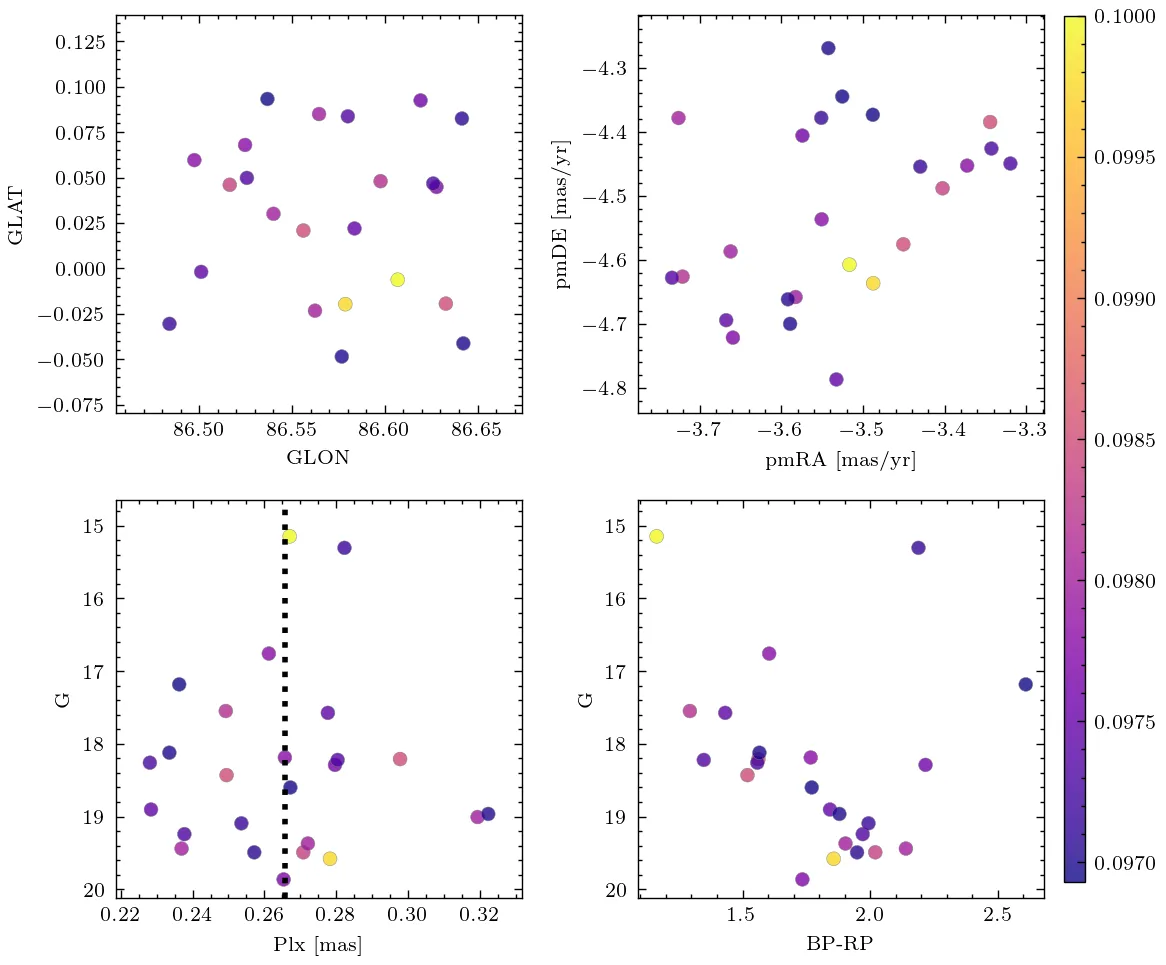 0.125
0.100
0.075
0.050
0.025
0.000
−0.025
−0.050
−0.075
GLAT
86.50 86.55 86.60 86.65
GLON
−4.3
−4.4
−4.5
−4.6
−4.7
−4.8
pmDE [mas/yr]
−3.7 −3.6 −3.5 −3.4 −3.3
pmRA [mas/yr]
15
16
17
18
19
20
G
0.22 0.24 0.26 0.28 0.30 0.32
Plx [mas]
15
16
17
18
19
20
G
1.5 2.0 2.5
BP-RP
0.1000
0.0995
0.0990
0.0985
0.0980
0.0975
0.0970